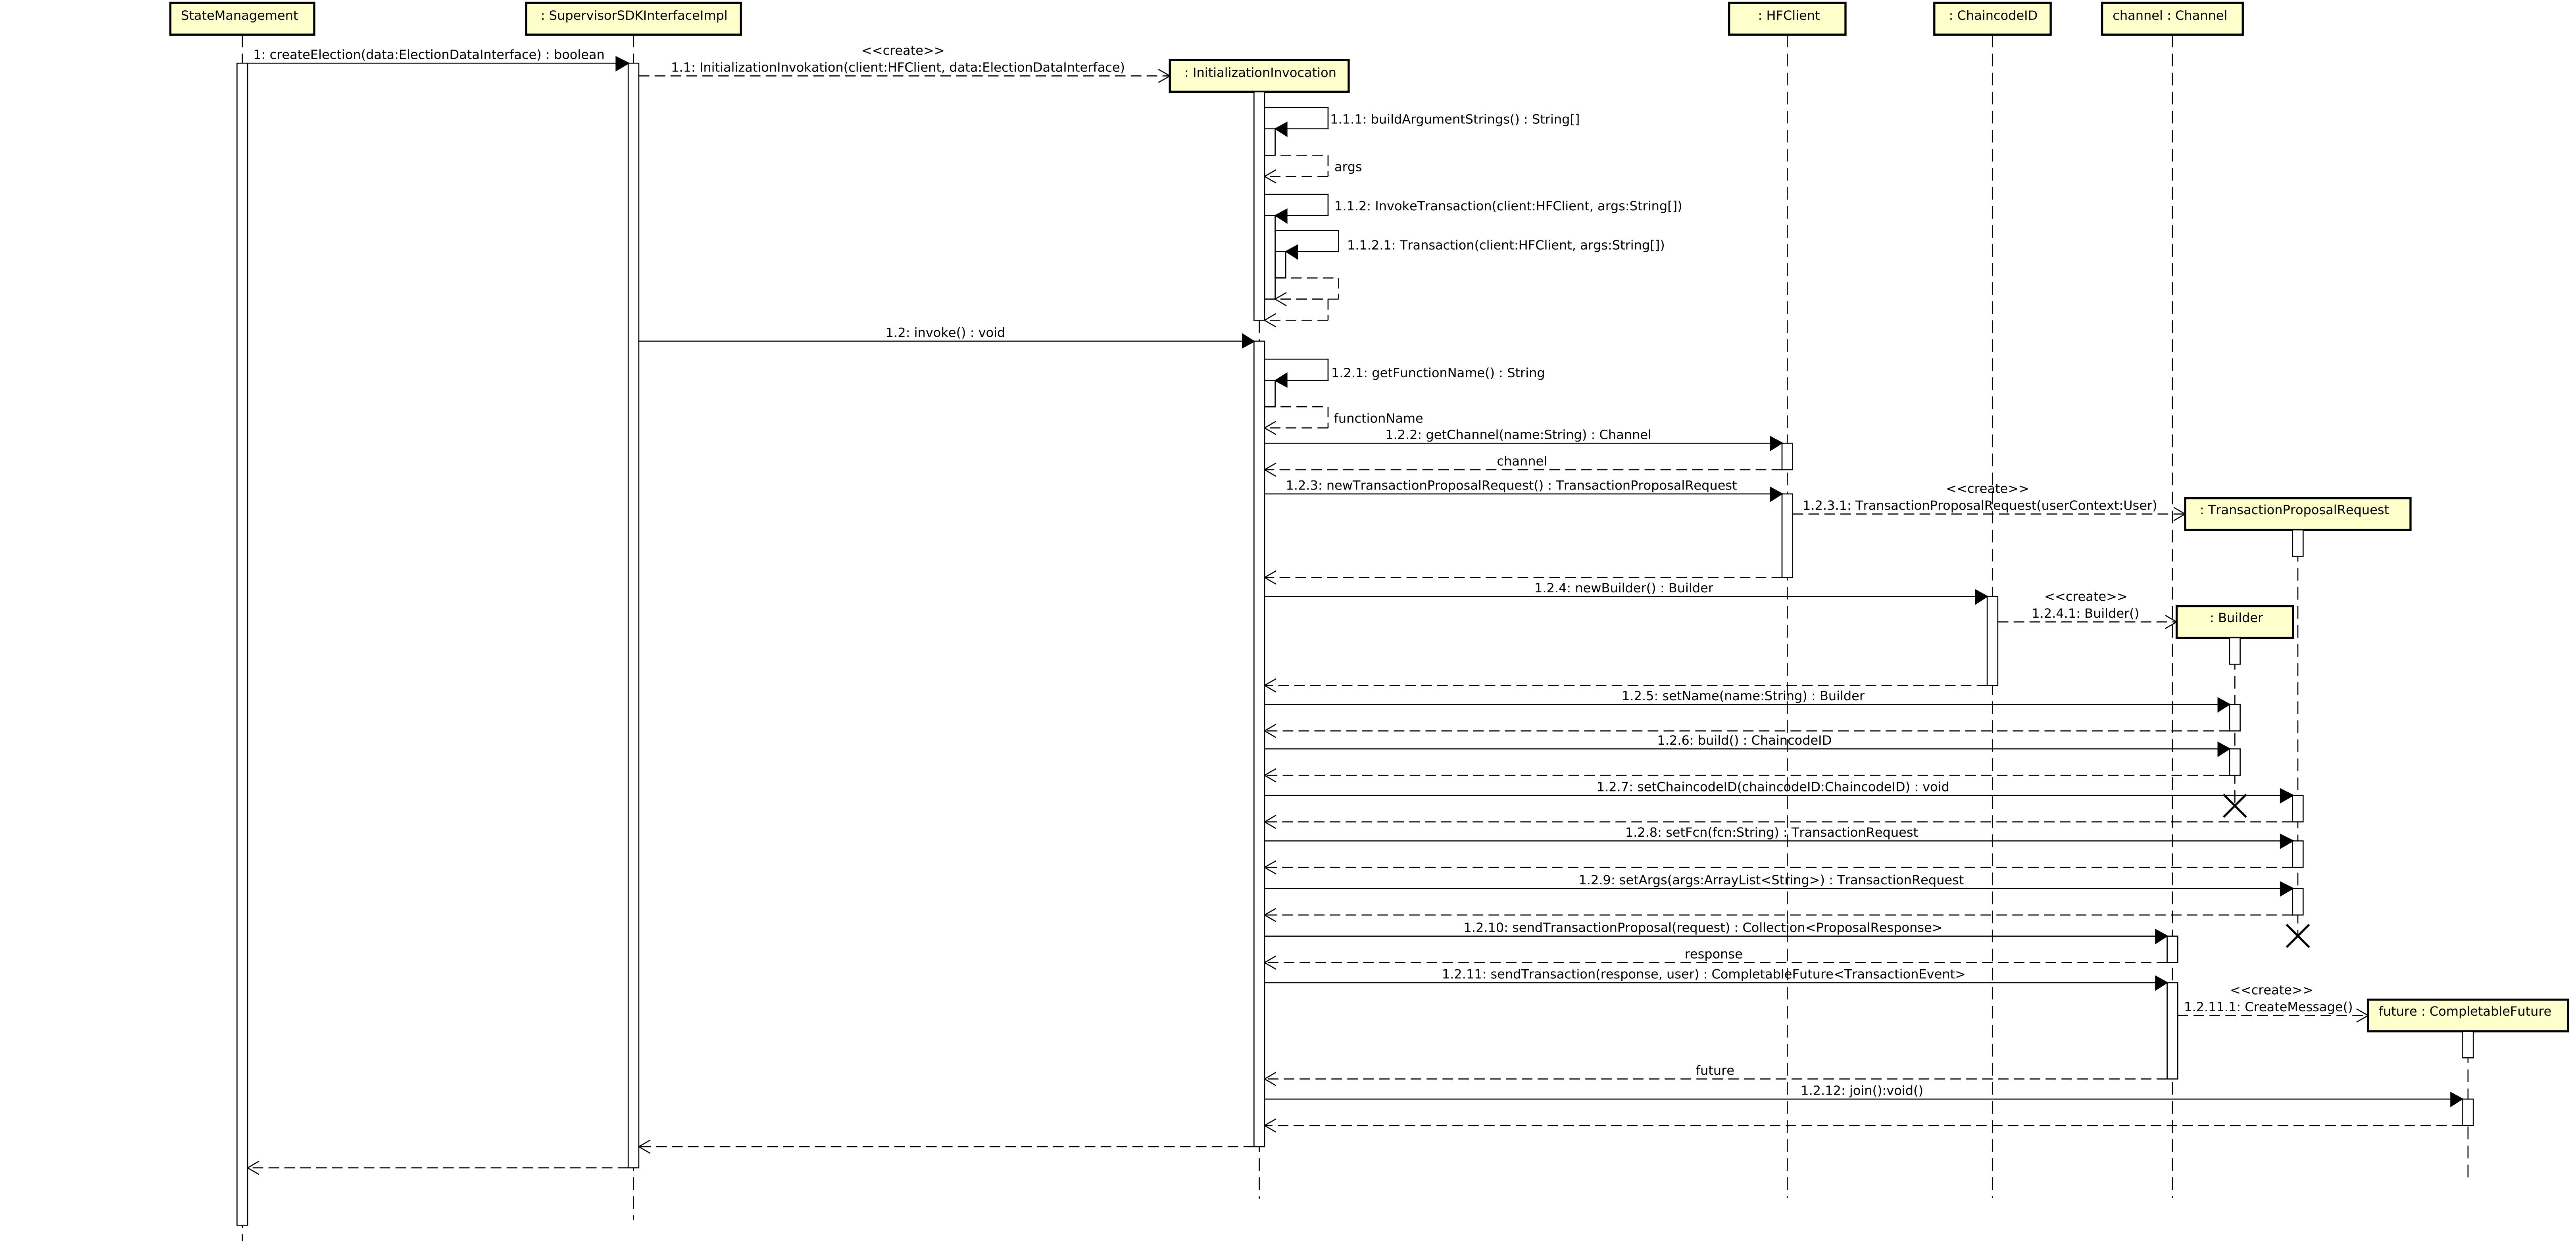 StateManagement
: SupervisorSDKInterfaceImpl
: HFClient
: ChaincodeID
channel : Channel
1: createElection(data:ElectionDataInterface) : boolean
<<create>>
1.1: InitializationInvokation(client:HFClient, data:ElectionDataInterface)
: InitializationInvocation
1.1.1: buildArgumentStrings() : String[]
args
1.1.2: InvokeTransaction(client:HFClient, args:String[])
1.1.2.1: Transaction(client:HFClient, args:String[])
1.2: invoke() : void
1.2.1: getFunctionName() : String
functionName
1.2.2: getChannel(name:String) : Channel
channel
1.2.3: newTransactionProposalRequest() : TransactionProposalRequest
<<create>>
1.2.3.1: TransactionProposalRequest(userContext:User)
: TransactionProposalRequest
1.2.4: newBuilder() : Builder
<<create>>
1.2.4.1: Builder()
: Builder
1.2.5: setName(name:String) : Builder
1.2.6: build() : ChaincodeID
1.2.7: setChaincodeID(chaincodeID:ChaincodeID) : void
1.2.8: setFcn(fcn:String) : TransactionRequest
1.2.9: setArgs(args:ArrayList<String>) : TransactionRequest
1.2.10: sendTransactionProposal(request) : Collection<ProposalResponse>
response
1.2.11: sendTransaction(response, user) : CompletableFuture<TransactionEvent>
<<create>>
1.2.11.1: CreateMessage()
future : CompletableFuture
future
1.2.12: join():void()